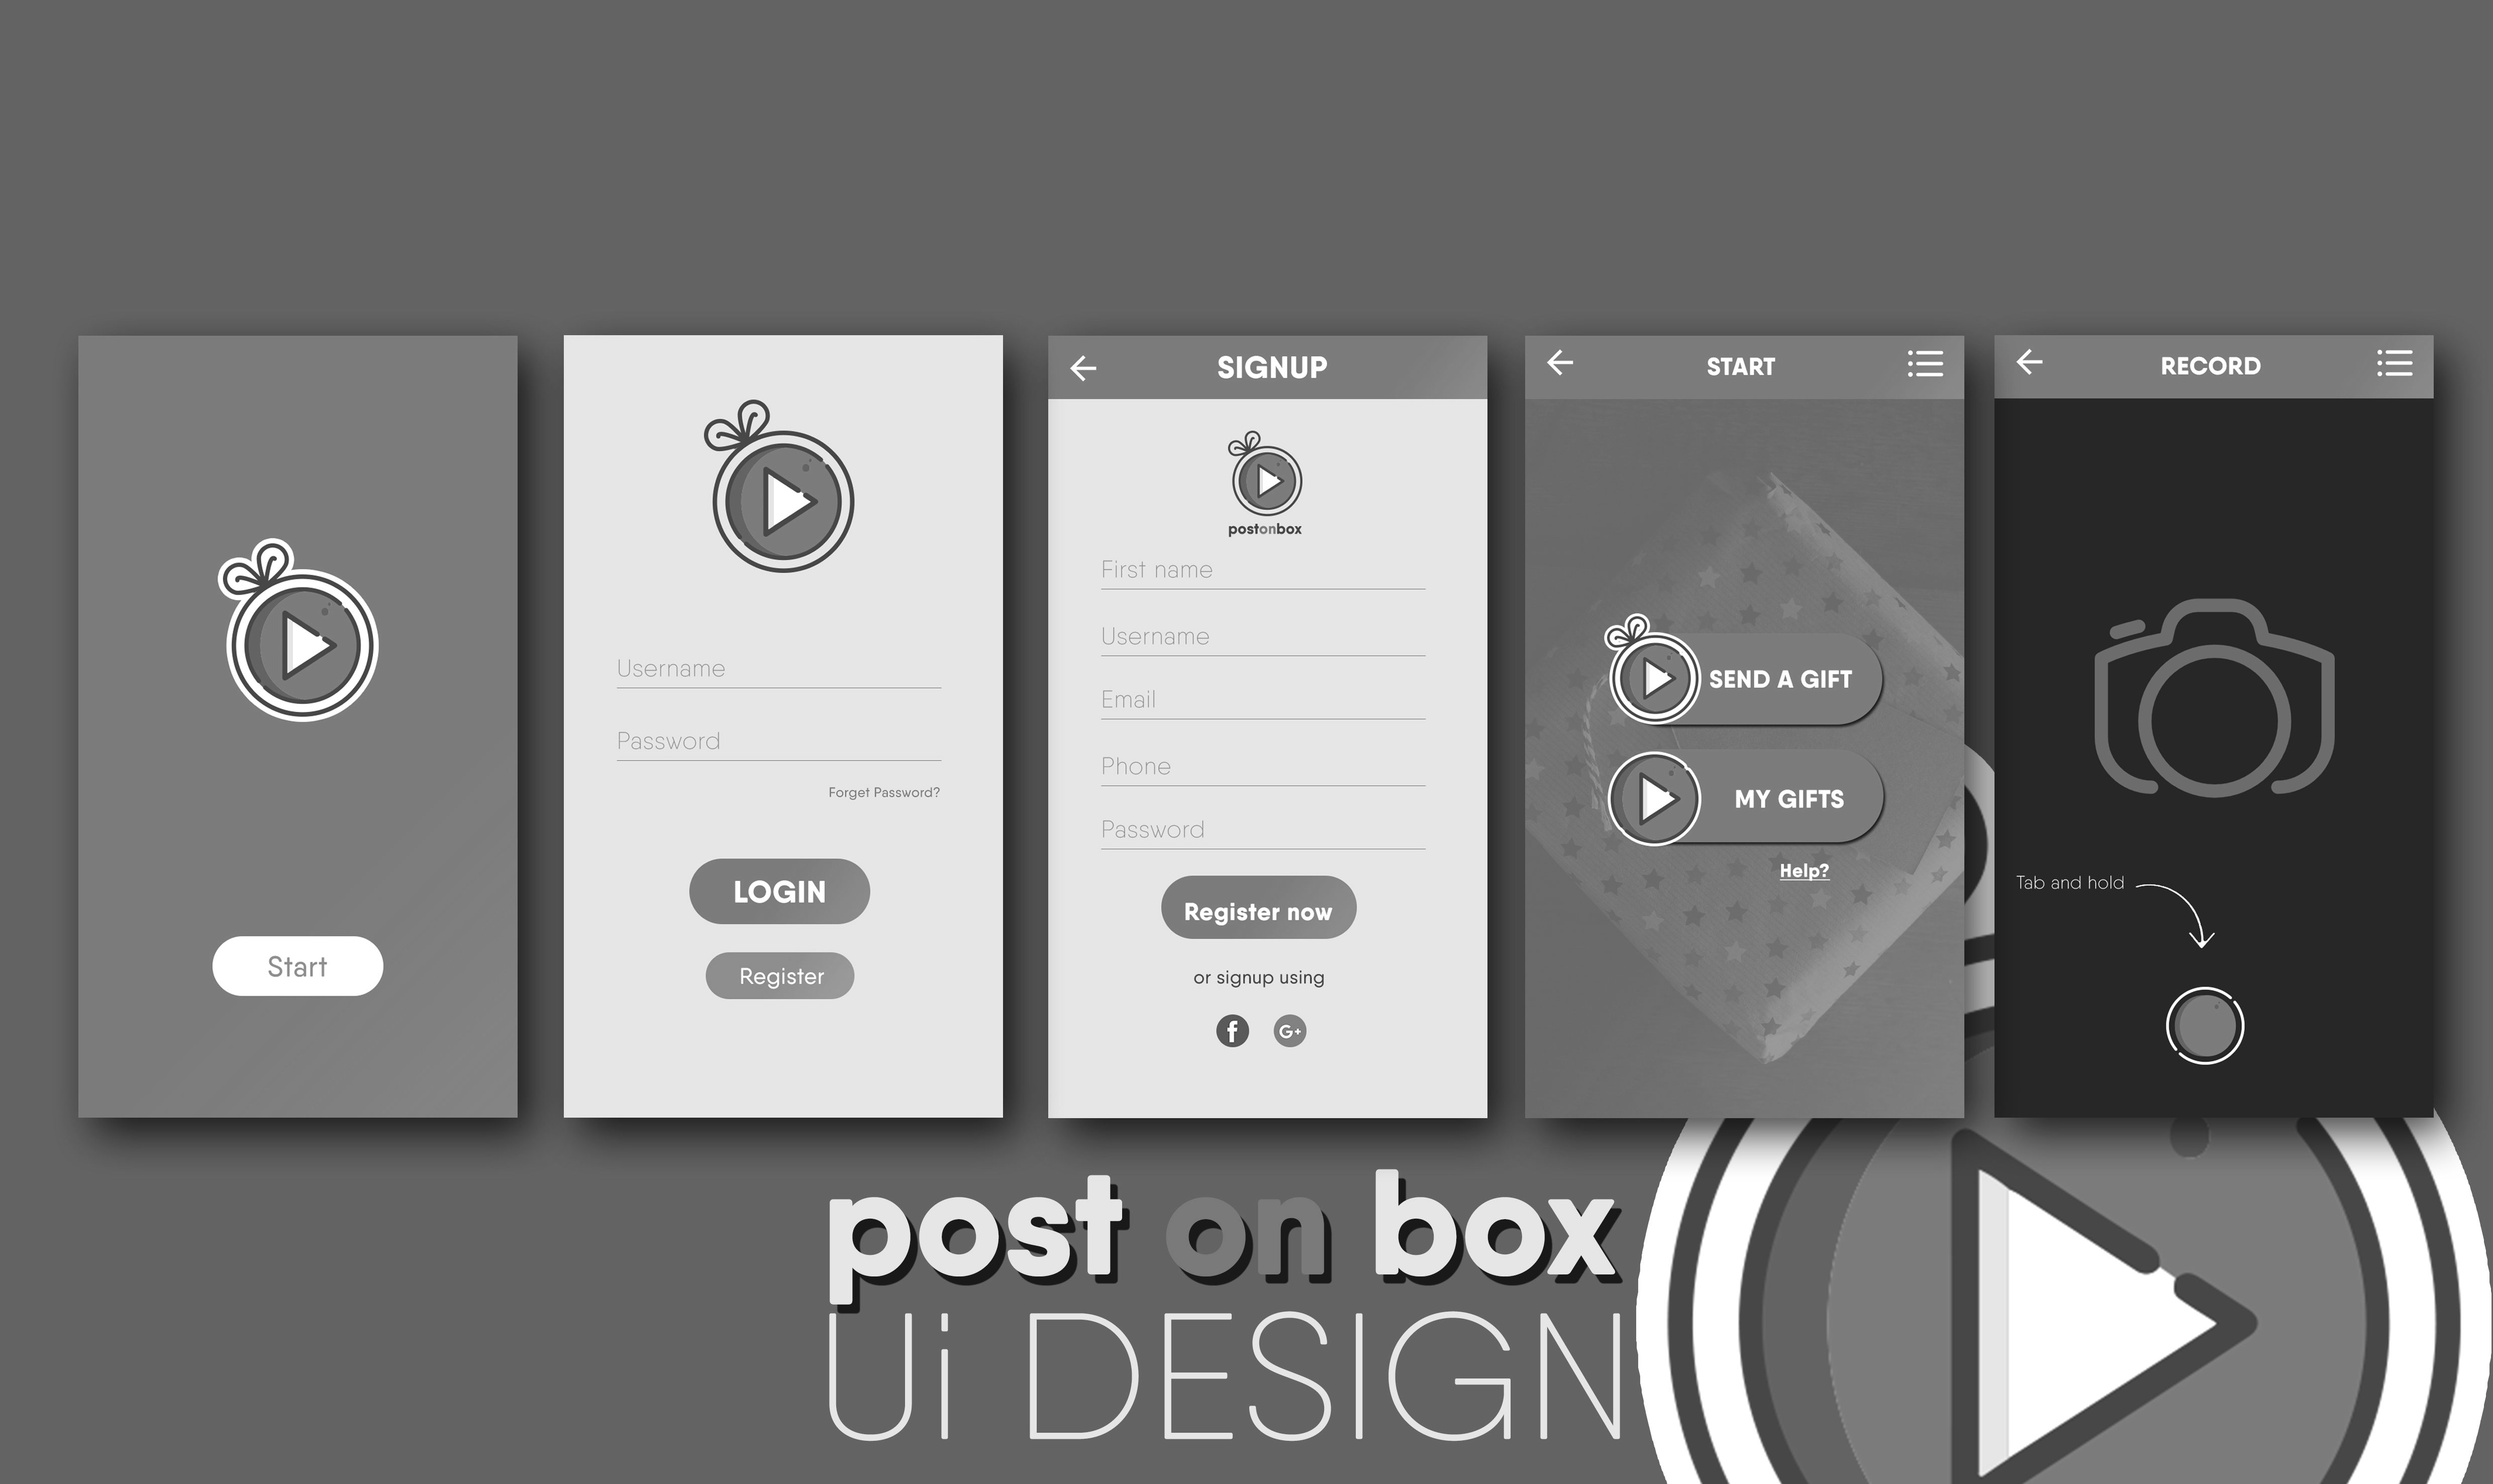 Start
Username
Password
Forget Password?
LOGIN
Register
SIGNUP
postonbox
First name
Username
Email
Phone
Password
Register now
or signup using
f G+
START
SEND A GIFT
MY GIFTS
Help?
RECORD
Tab and hold
post on box
Ui DESIGN